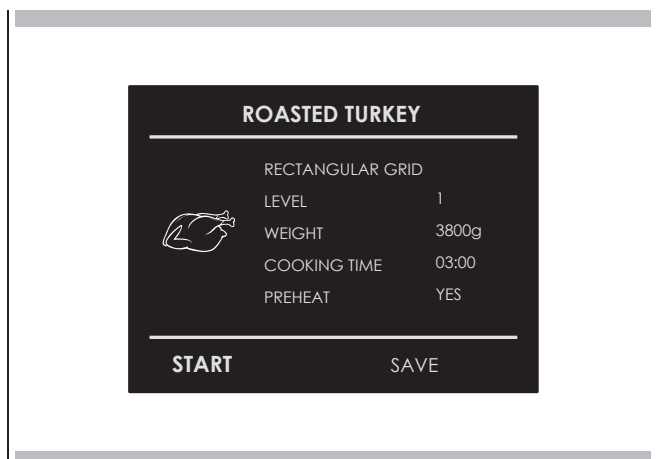 ROASTED TURKEY
RECTANGULAR GRID
LEVEL 1
WEIGHT 3800g
COOKING TIME 03:00
PREHEAT YES
START SAVE